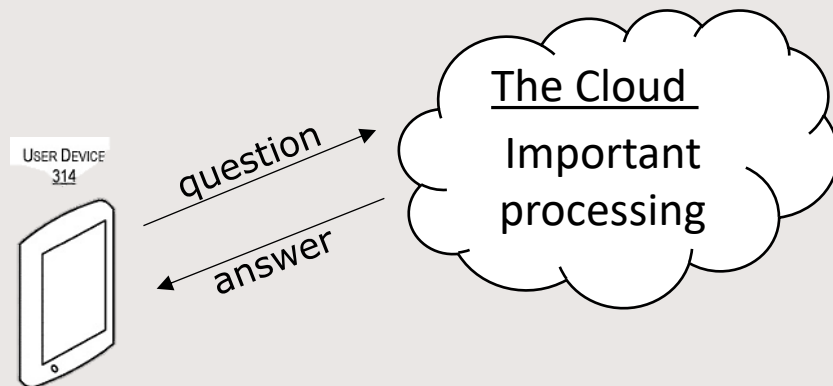 USER DEVICE
314
question
answer
The Cloud
Important
processing